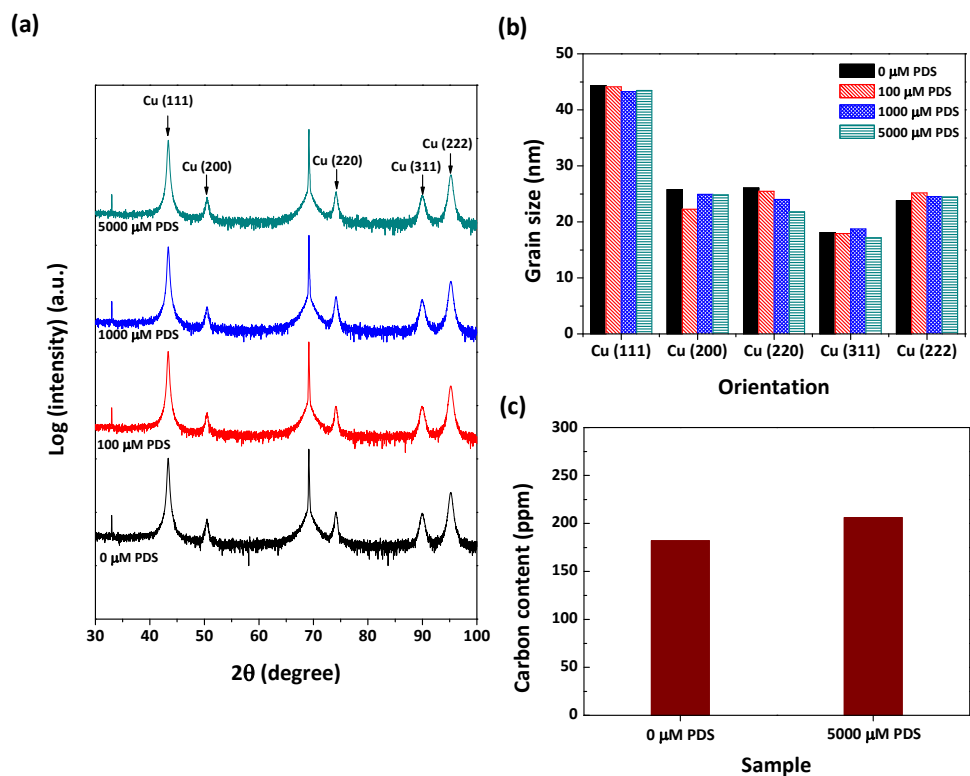 (a)
Cu (111)
Cu (200)
Cu (220)
Cu (311)
Cu (222)
5000 µM PDS
1000 µM PDS
100 µM PDS
0 µM PDS
Log (intensity) (a.u.)
30 40 50 60 70 80 90 100
2θ (degree)
(b)
50
40
30
20
10
0
Grain size (nm)
0 µM PDS
100 µM PDS
1000 µM PDS
5000 µM PDS
Cu (111) Cu (200) Cu (220) Cu (311) Cu (222)
Orientation
(c)
300
250
200
150
100
50
0
Carbon content (ppm)
0 µM PDS 5000 µM PDS
Sample